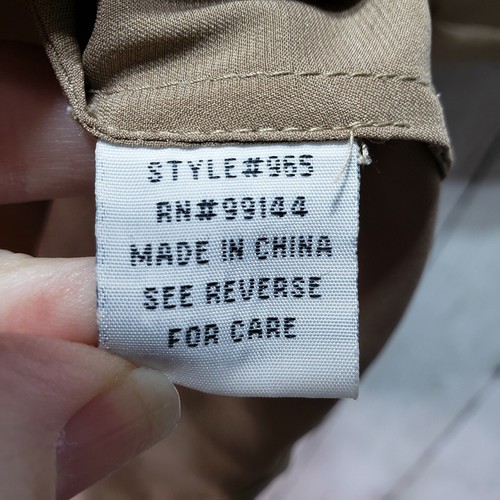 STYLE#965
RN#99144
MADE IN CHINA
SEE REVERSE
FOR CARE